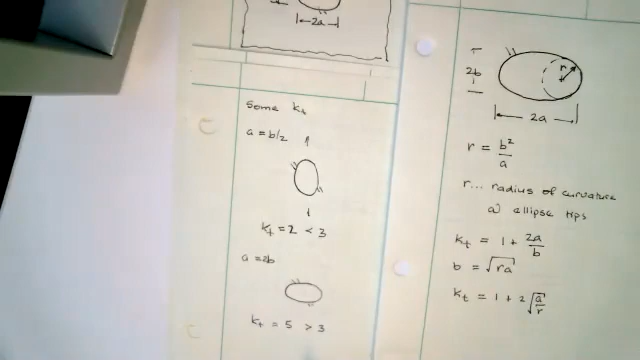 2a
Some kt
a = b/2
kt = 2 < 3
a = 2b
kt = 5 > 3
r
2b
2a
r = b²/a
r... radius of curvature
@ ellipse tips
kt = 1 + 2a/b
b = √ra
kt = 1 + 2√a/r